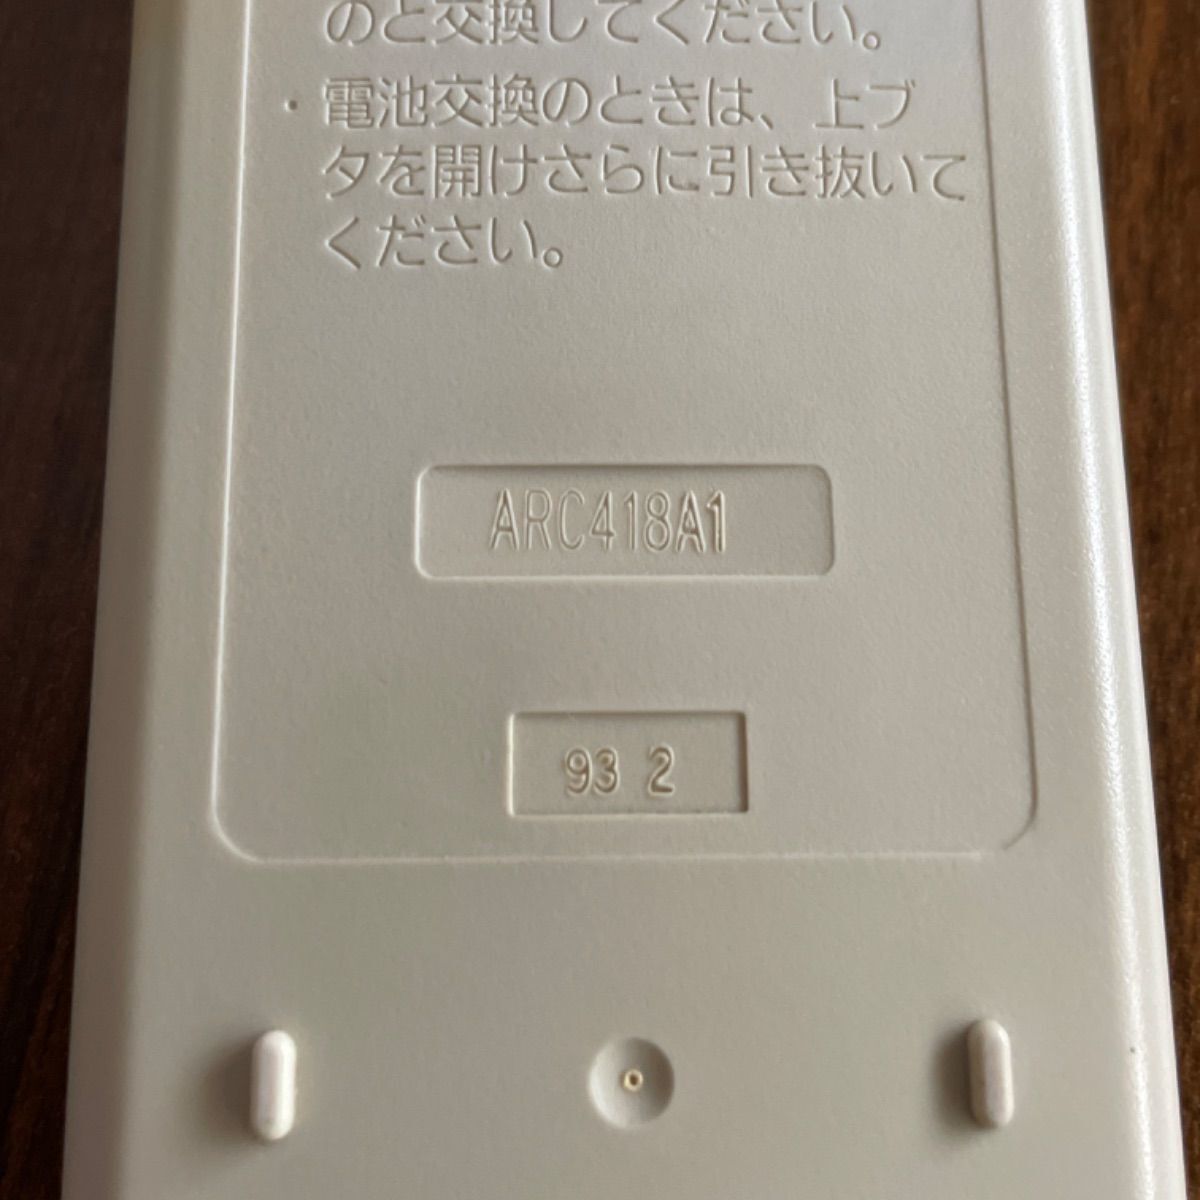 のと交換してください。
・電池交換のときは、上ブ
タを開けさらに引き抜いて
ください。
ARC418A1
93 2